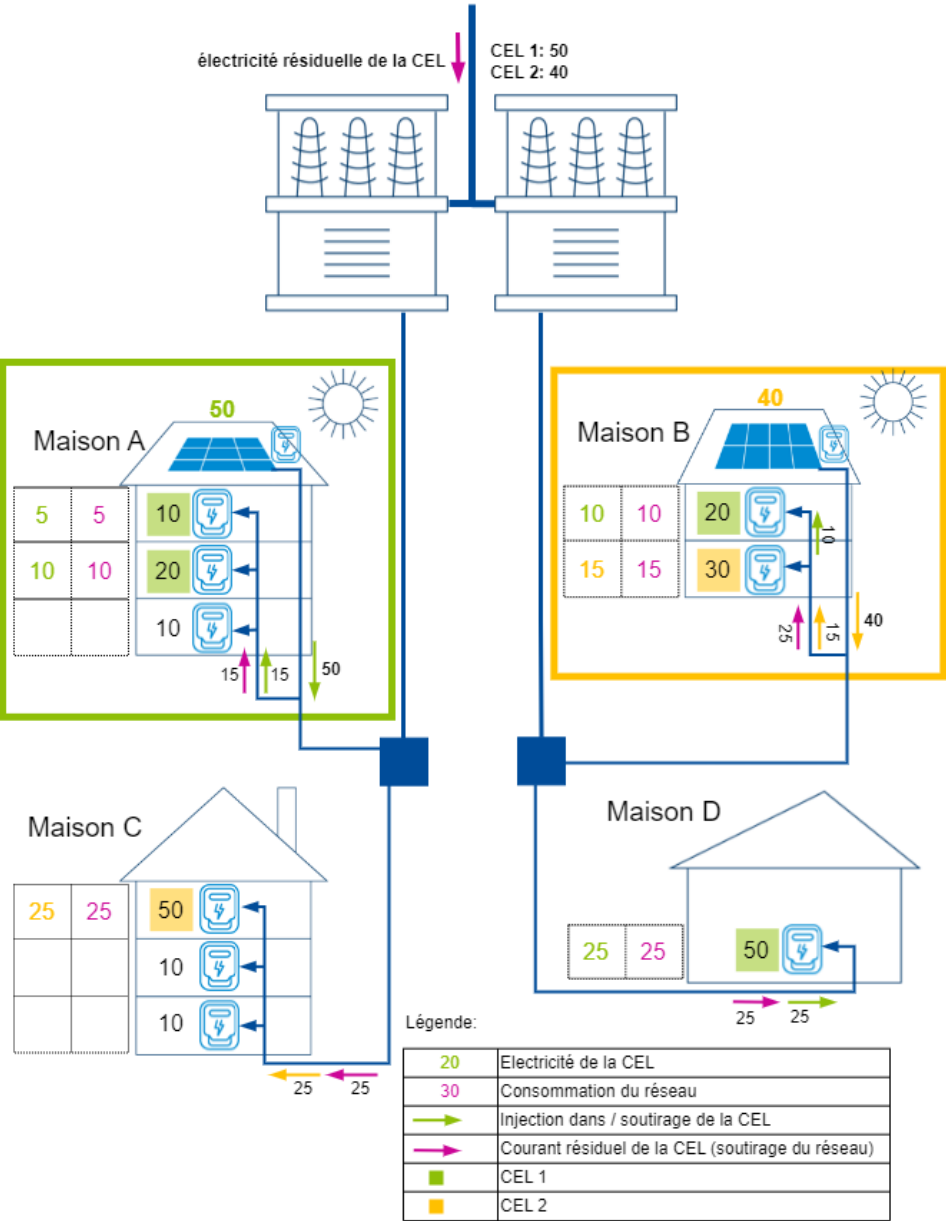 électricité résiduelle de la CEL
CEL 1: 50
CEL 2: 40
50
Maison A
5 5 10
10 10 20
10
15 15 50
40
Maison B
10 10 20
10
15 15 30
25 15 40
Maison C
25 25 50
10
10
25 25
Maison D
25 25 50
25 25
Légende:
20 Electricité de la CEL
30 Consommation du réseau
Injection dans / soutirage de la CEL
Courant résiduel de la CEL (soutirage du réseau)
CEL 1
CEL 2